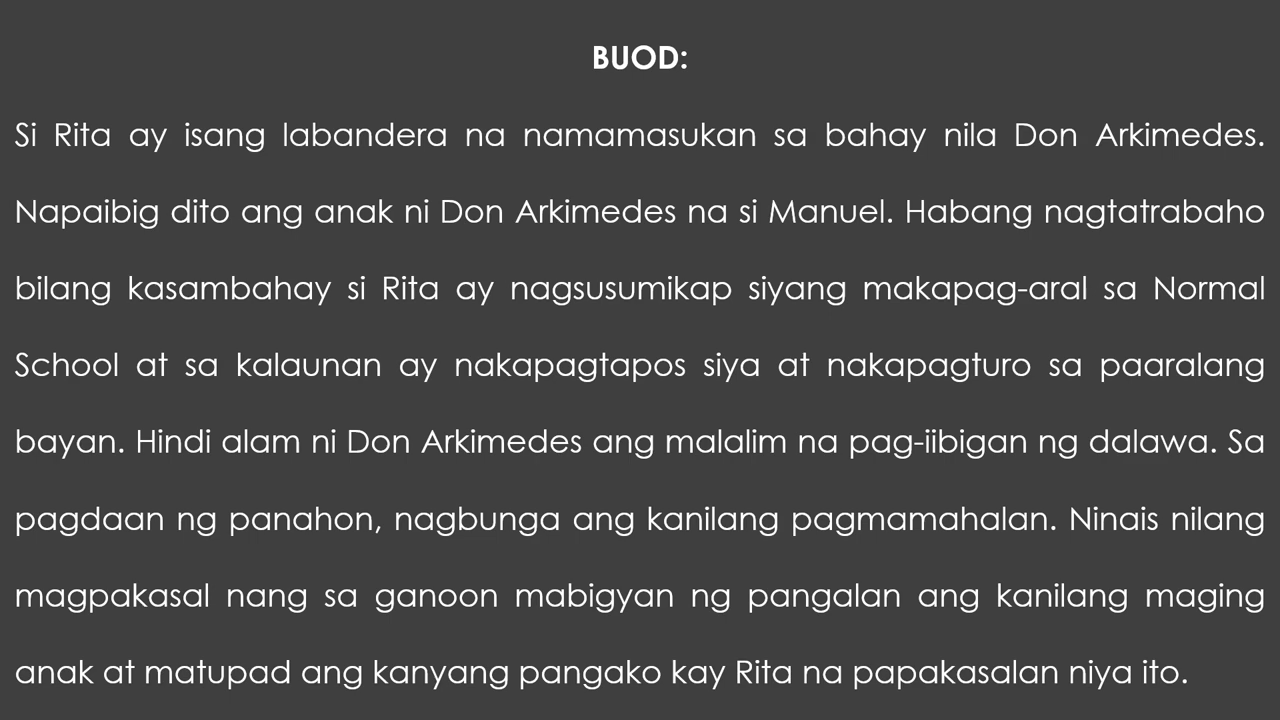 BUOD:
Si Rita ay isang labandera na namamasukan sa bahay nila Don Arkimedes.
Napaibig dito ang anak ni Don Arkimedes na si Manuel. Habang nagtatrabaho
bilang kasambahay si Rita ay nagsusumikap siyang makapag-aral sa Normal
School at sa kalaunan ay nakapagtapos siya at nakapagturo sa paaralang
bayan. Hindi alam ni Don Arkimedes ang malalim na pag-iibigan ng dalawa. Sa
pagdaan ng panahon, nagbunga ang kanilang pagmamahalan. Ninais nilang
magpakasal nang sa ganoon mabigyan ng pangalan ang kanilang maging
anak at matupad ang kanyang pangako kay Rita na papakasalan niya ito.